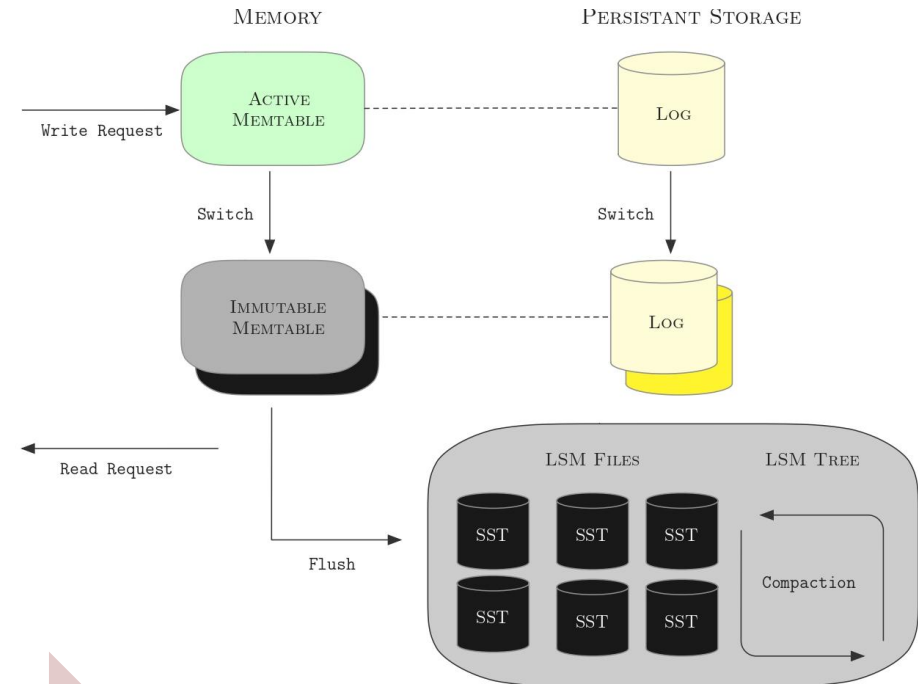 MEMORY
PERSISTANT STORAGE
ACTIVE
MEMTABLE
LOG
Write Request
Switch
Switch
IMMUTABLE
MEMTABLE
LOG
Read Request
LSM FILES
LSM TREE
SST
SST
SST
Flush
Compaction
SST
SST
SST